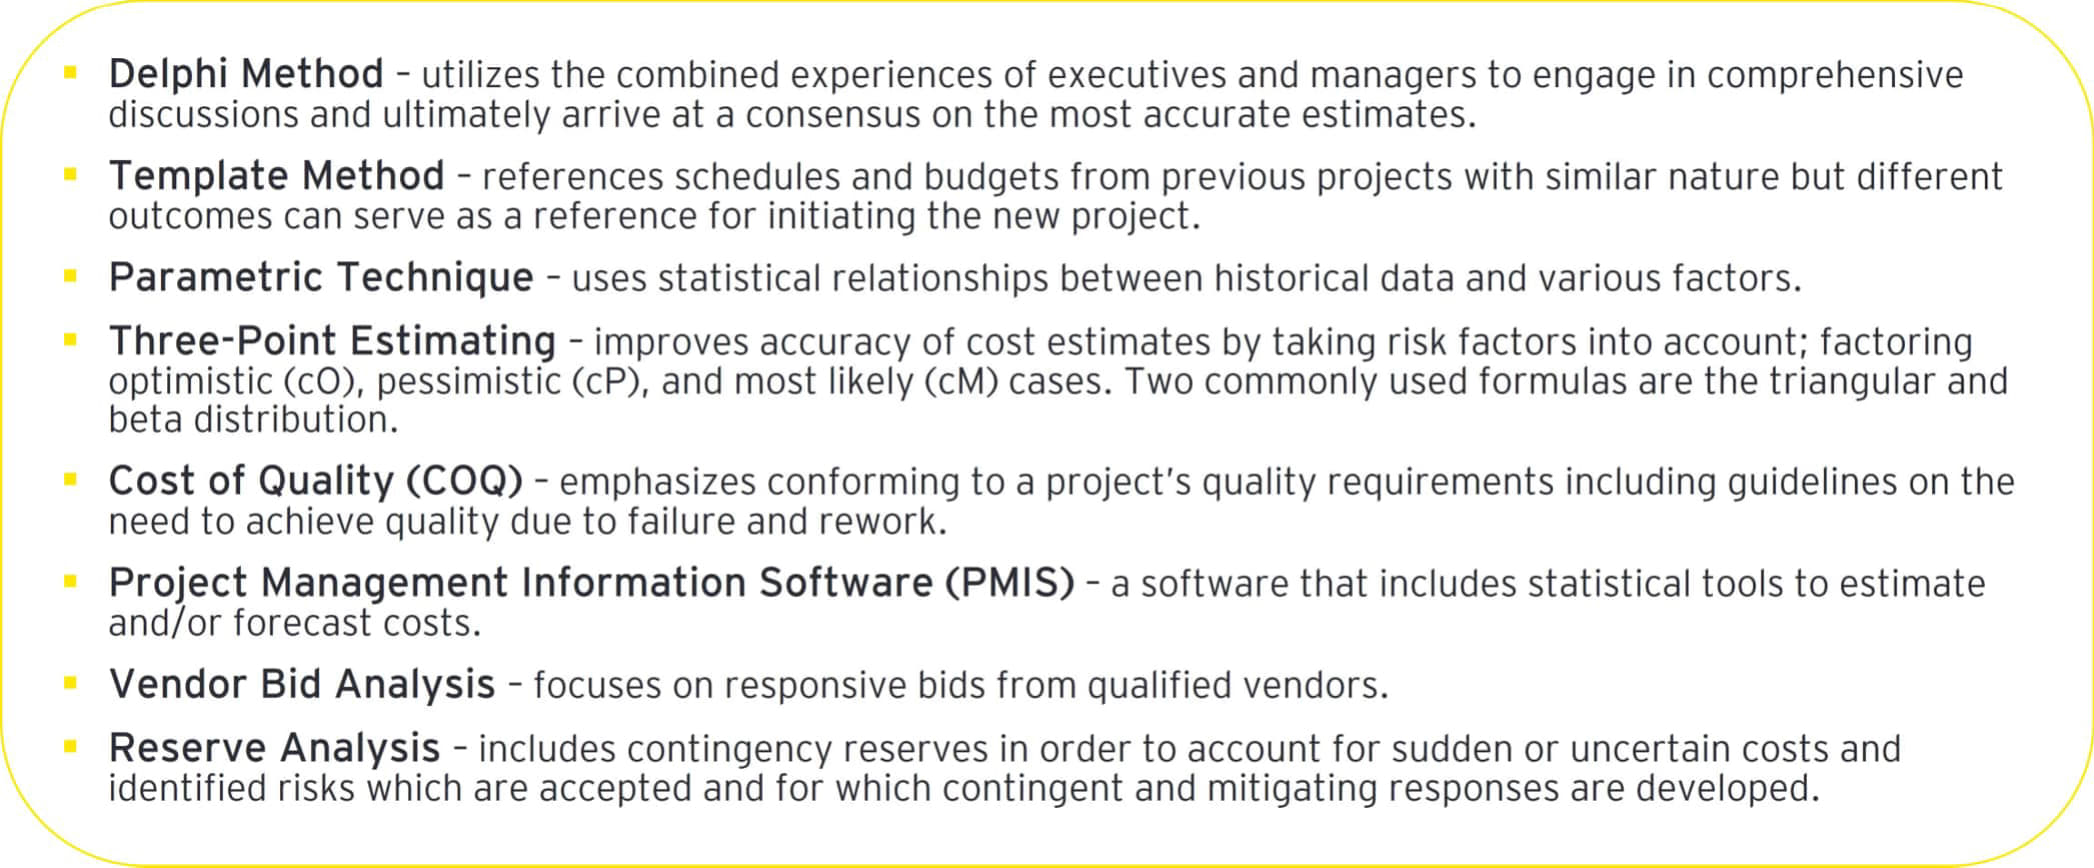 ▪ Delphi Method – utilizes the combined experiences of executives and managers to engage in comprehensive
discussions and ultimately arrive at a consensus on the most accurate estimates.
▪ Template Method – references schedules and budgets from previous projects with similar nature but different
outcomes can serve as a reference for initiating the new project.
▪ Parametric Technique – uses statistical relationships between historical data and various factors.
▪ Three-Point Estimating – improves accuracy of cost estimates by taking risk factors into account; factoring
optimistic (cO), pessimistic (cP), and most likely (cM) cases. Two commonly used formulas are the triangular and
beta distribution.
▪ Cost of Quality (COQ) – emphasizes conforming to a project's quality requirements including guidelines on the
need to achieve quality due to failure and rework.
▪ Project Management Information Software (PMIS) – a software that includes statistical tools to estimate
and/or forecast costs.
▪ Vendor Bid Analysis – focuses on responsive bids from qualified vendors.
▪ Reserve Analysis – includes contingency reserves in order to account for sudden or uncertain costs and
identified risks which are accepted and for which contingent and mitigating responses are developed.